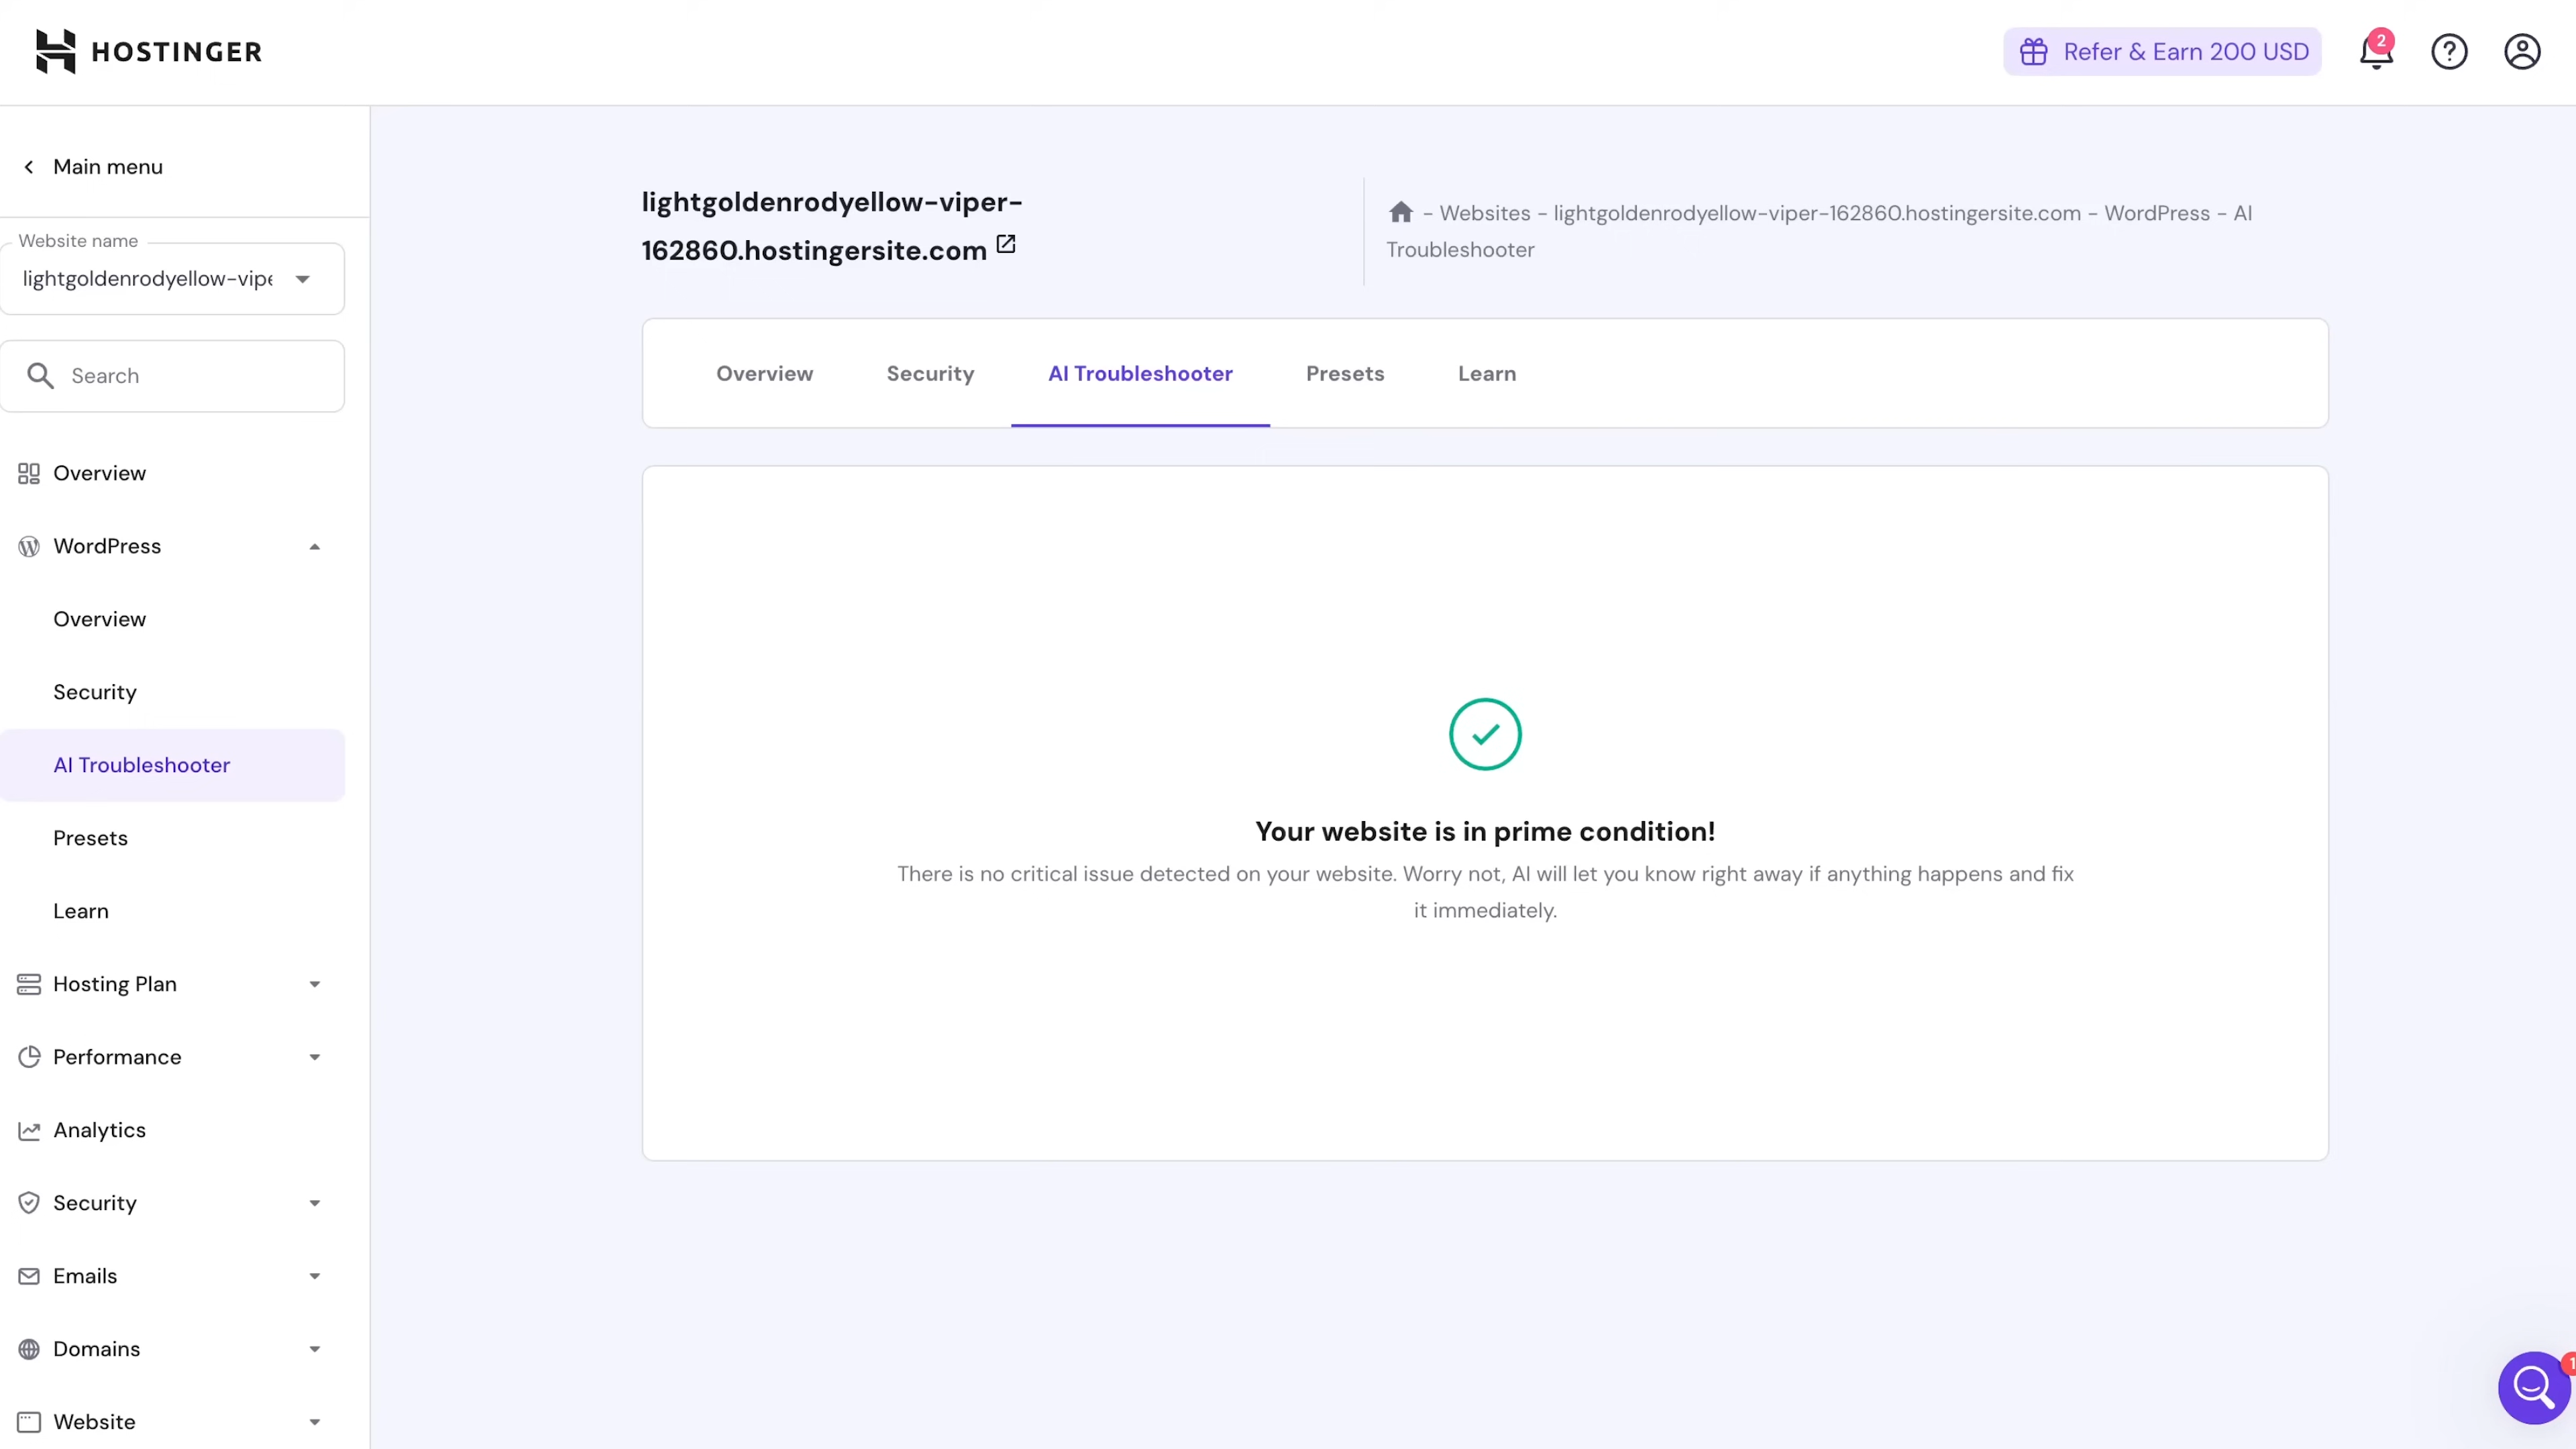 HOSTINGER
Refer & Earn 200 USD
2
Main menu
Website name
lightgoldenrodyellow-vipe
Search
Overview
WordPress
Overview
Security
AI Troubleshooter
Presets
Learn
Hosting Plan
Performance
Analytics
Security
Emails
Domains
Website
lightgoldenrodyellow-viper-
162860.hostingersite.com
- Websites - lightgoldenrodyellow-viper-162860.hostingersite.com - WordPress - AI
Troubleshooter
Overview Security AI Troubleshooter Presets Learn
Your website is in prime condition!
There is no critical issue detected on your website. Worry not, AI will let you know right away if anything happens and fix
it immediately.
1